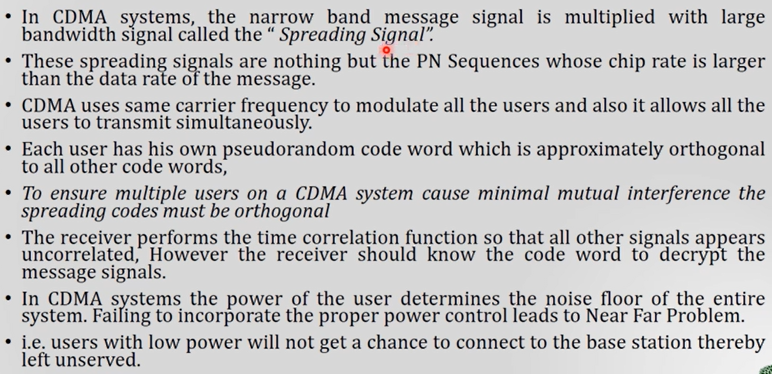 • In CDMA systems, the narrow band message signal is multiplied with large
bandwidth signal called the “ Spreading Signal”.
• These spreading signals are nothing but the PN Sequences whose chip rate is larger
than the data rate of the message.
• CDMA uses same carrier frequency to modulate all the users and also it allows all the
users to transmit simultaneously.
• Each user has his own pseudorandom code word which is approximately orthogonal
to all other code words,
• To ensure multiple users on a CDMA system cause minimal mutual interference the
spreading codes must be orthogonal
• The receiver performs the time correlation function so that all other signals appears
uncorrelated, However the receiver should know the code word to decrypt the
message signals.
• In CDMA systems the power of the user determines the noise floor of the entire
system. Failing to incorporate the proper power control leads to Near Far Problem.
• i.e. users with low power will not get a chance to connect to the base station thereby
left unserved.